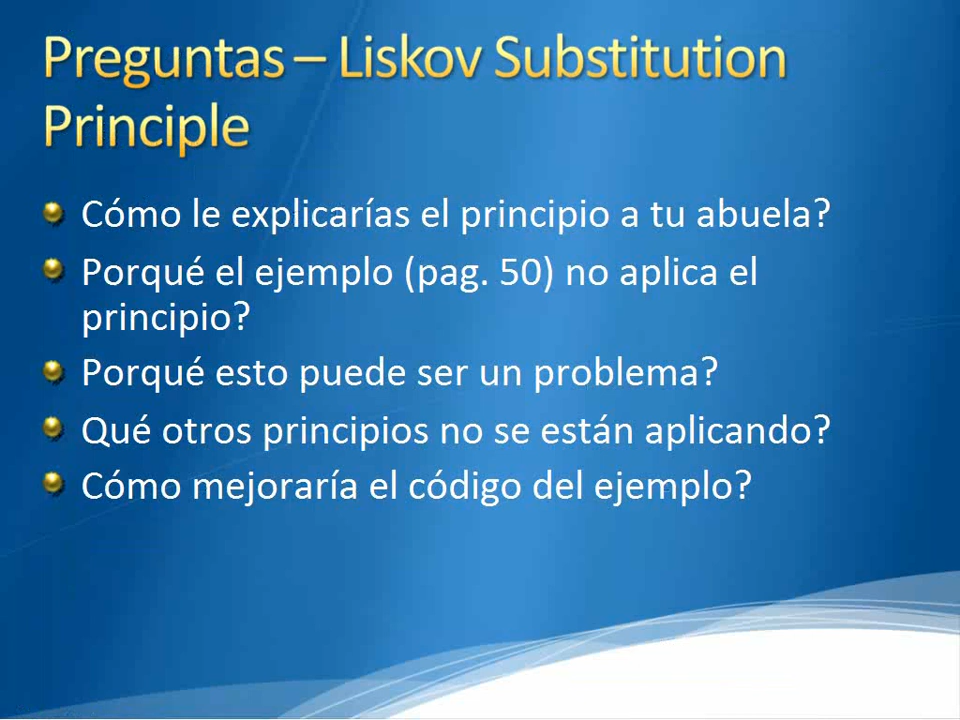 Preguntas – Liskov Substitution
Principle
Cómo le explicarías el principio a tu abuela?
Porqué el ejemplo (pag. 50) no aplica el
principio?
Porqué esto puede ser un problema?
Qué otros principios no se están aplicando?
Cómo mejoraría el código del ejemplo?